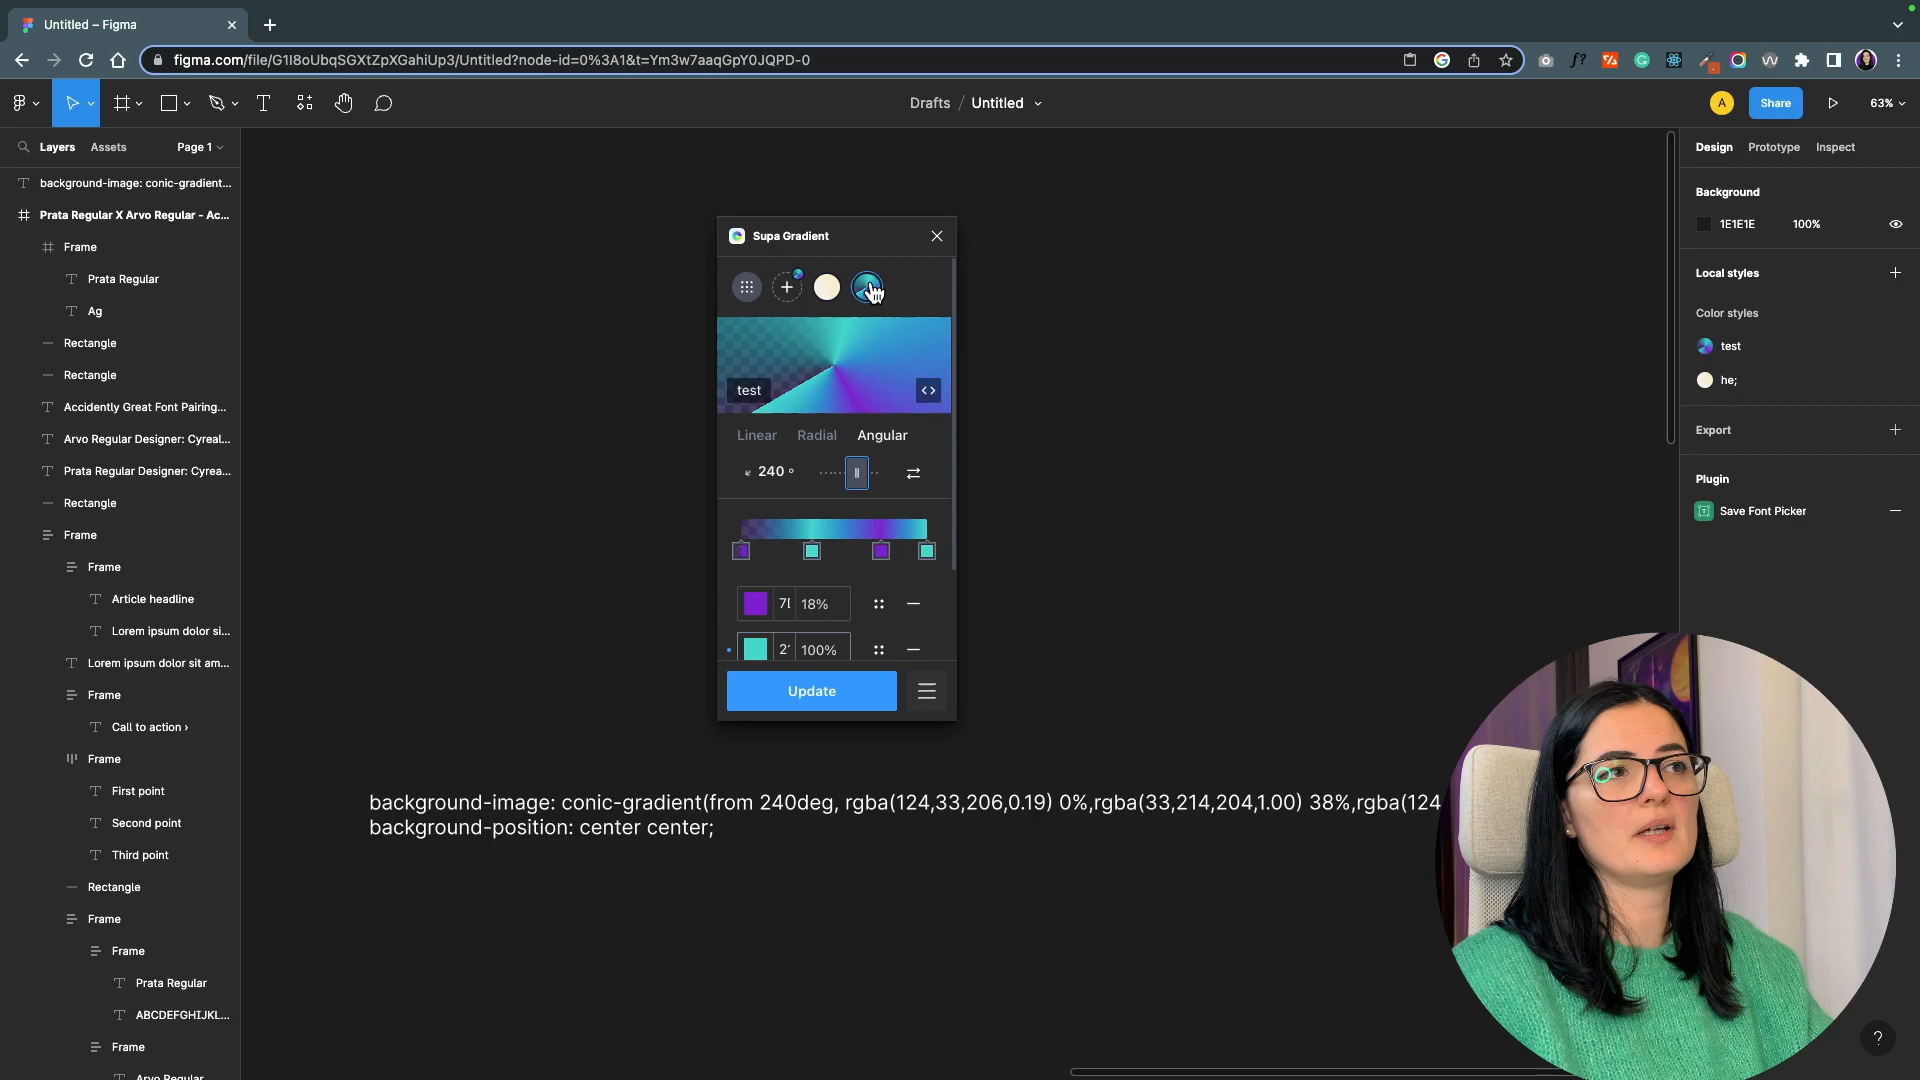 Untitled – Figma
figma.com/file/G1I8oUbqSGXtZpXGahiUp3/Untitled?node-id=0%3A1&t=Ym3w7aaqGpY0JQPD-0
Drafts / Untitled
A
Share
63%
Layers
Assets
Page 1
background-image: conic-gradient...
Prata Regular X Arvo Regular - Ac...
Frame
Prata Regular
Ag
Rectangle
Rectangle
Accidently Great Font Pairing...
Arvo Regular Designer: Cyreal...
Prata Regular Designer: Cyrea...
Rectangle
Frame
Frame
Article headline
Lorem ipsum dolor si...
Lorem ipsum dolor sit am...
Frame
Call to action ›
Frame
First point
Second point
Third point
Rectangle
Frame
Frame
Prata Regular
ABCDEFGHIJKL...
Frame
Arvo Regular
Supa Gradient
test
Linear
Radial
Angular
240 °
18%
100%
Update
background-image: conic-gradient(from 240deg, rgba(124,33,206,0.19) 0%,rgba(33,214,204,1.00) 38%,rgba(124
background-position: center center;
Design
Prototype
Inspect
Background
1E1E1E
100%
Local styles
Color styles
test
he;
Export
Plugin
Save Font Picker
?